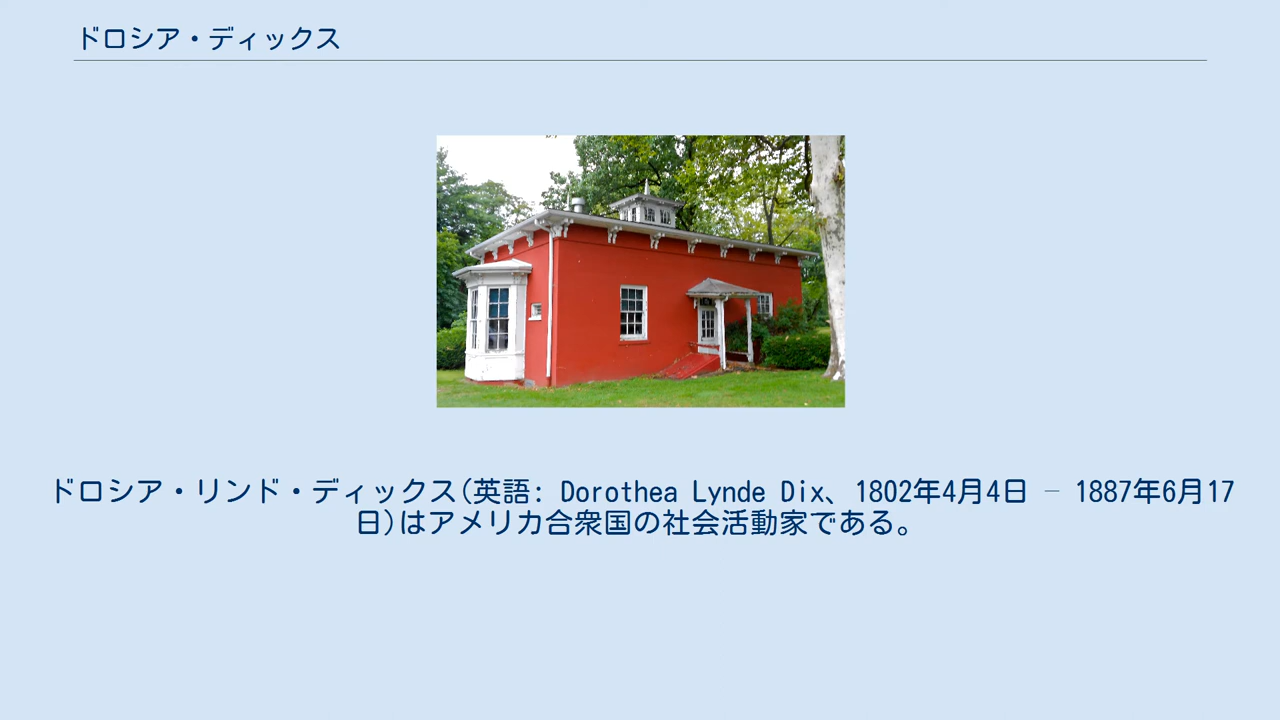 ドロシア・ディックス
ドロシア・リンド・ディックス(英語: Dorothea Lynde Dix、1802年4月4日 – 1887年6月17
日)はアメリカ合衆国の社会活動家である。